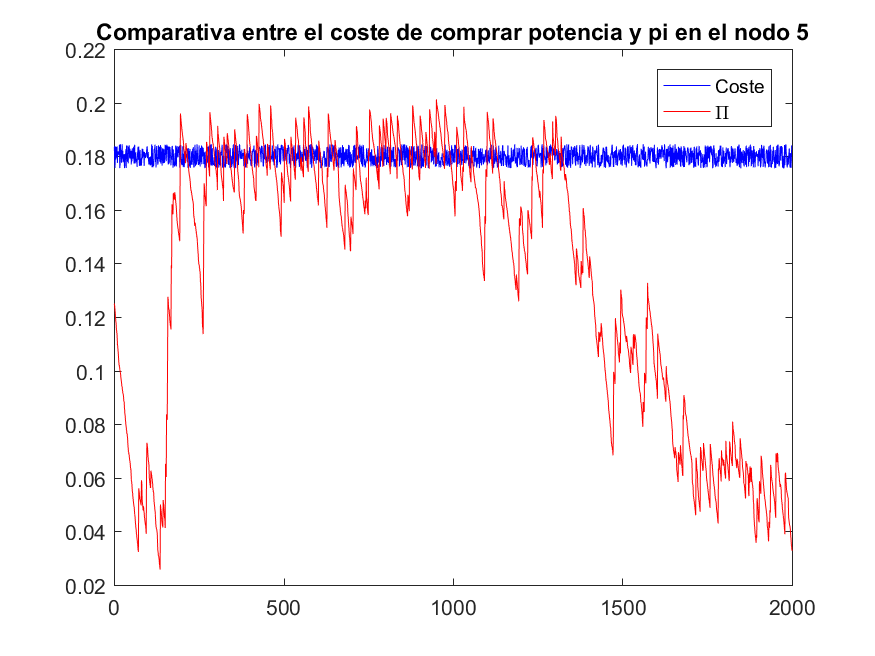 Comparativa entre el coste de comprar potencia y pi en el nodo 5
0.22
0.2
0.18
0.16
0.14
0.12
0.1
0.08
0.06
0.04
0.02
Coste
Π
0 500 1000 1500 2000